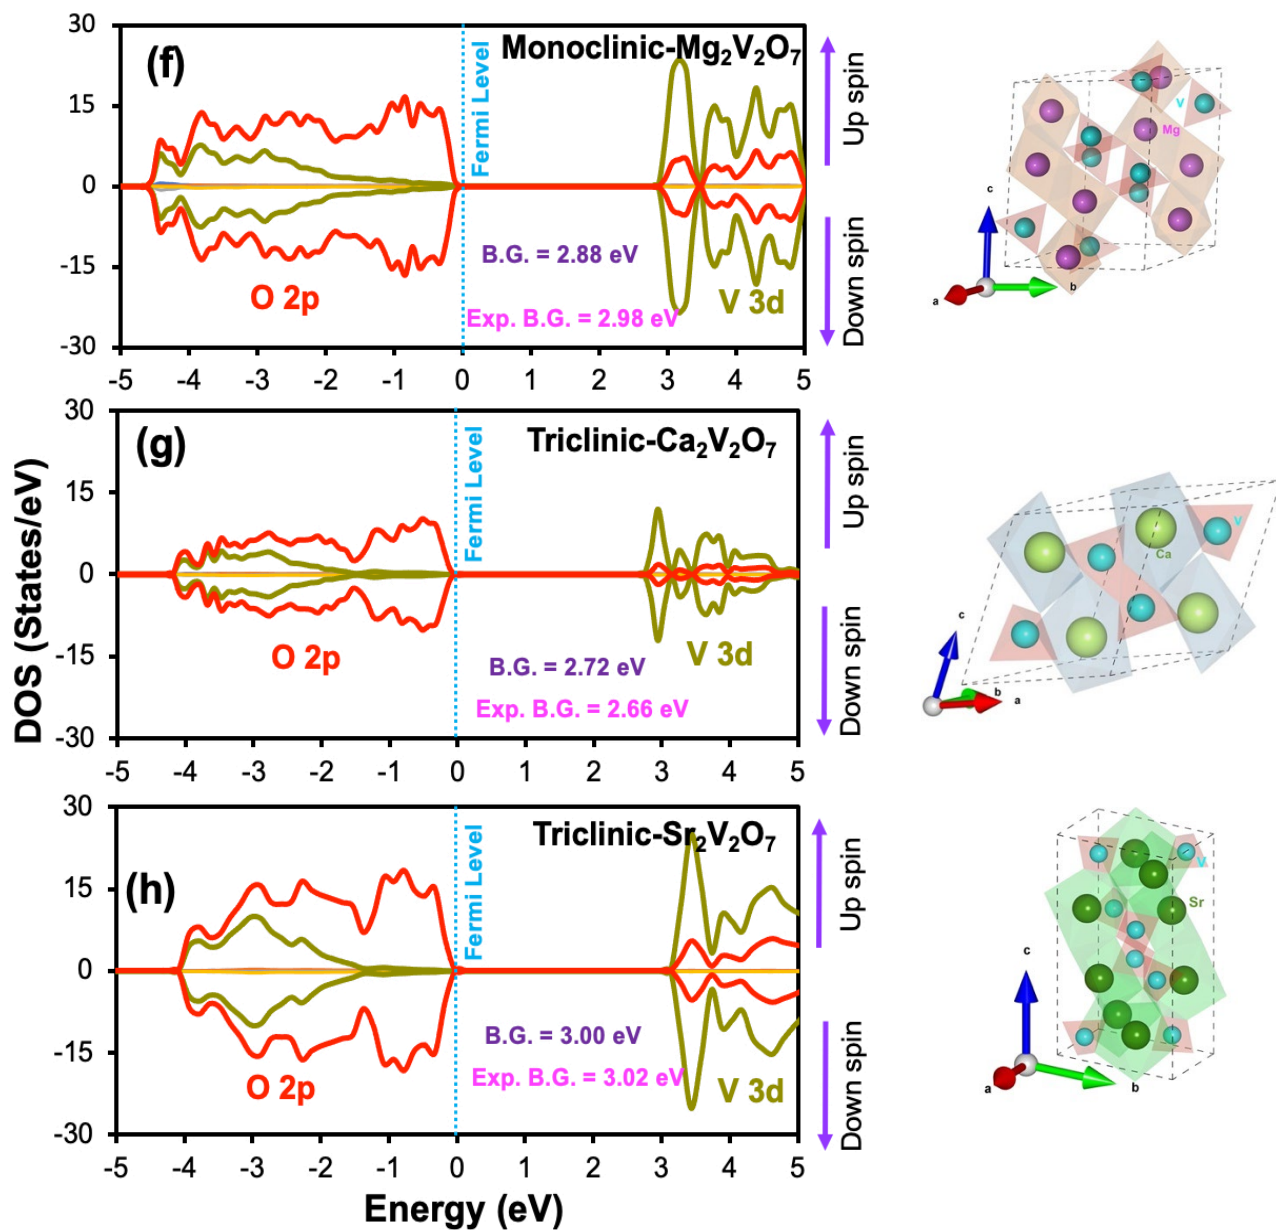 (f)
Monoclinic-Mg₂V₂O₇
30
15
0
-15
-30
Fermi Level
B.G. = 2.88 eV
Exp. B.G. = 2.98 eV
O 2p
V 3d
-5 -4 -3 -2 -1 0 1 2 3 4 5
Up spin
Down spin
V
Mg
c
a
b
(g)
Triclinic-Ca₂V₂O₇
30
15
0
-15
-30
Fermi Level
B.G. = 2.72 eV
Exp. B.G. = 2.66 eV
O 2p
V 3d
-5 -4 -3 -2 -1 0 1 2 3 4 5
Up spin
Down spin
V
Ca
c
b
a
DOS (States/eV)
(h)
Triclinic-Sr₂V₂O₇
30
15
0
-15
-30
Fermi Level
B.G. = 3.00 eV
Exp. B.G. = 3.02 eV
O 2p
V 3d
-5 -4 -3 -2 -1 0 1 2 3 4 5
Up spin
Down spin
V
Sr
c
a
b
Energy (eV)